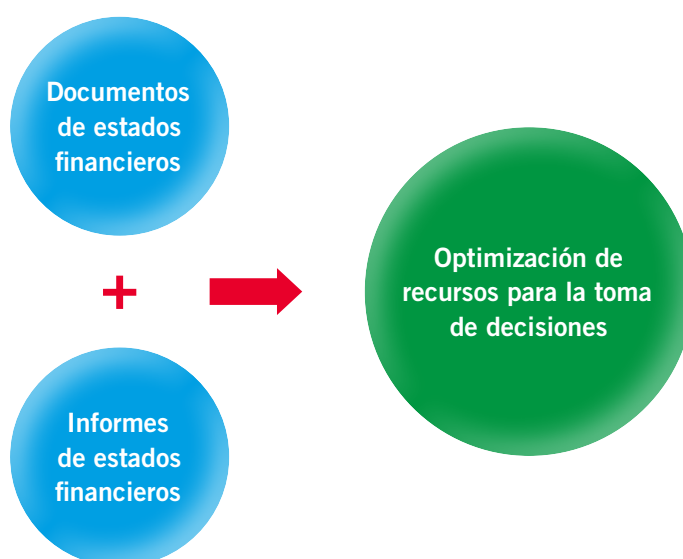 Documentos
de estados
financieros
+
Informes
de estados
financieros
Optimización de
recursos para la toma
de decisiones